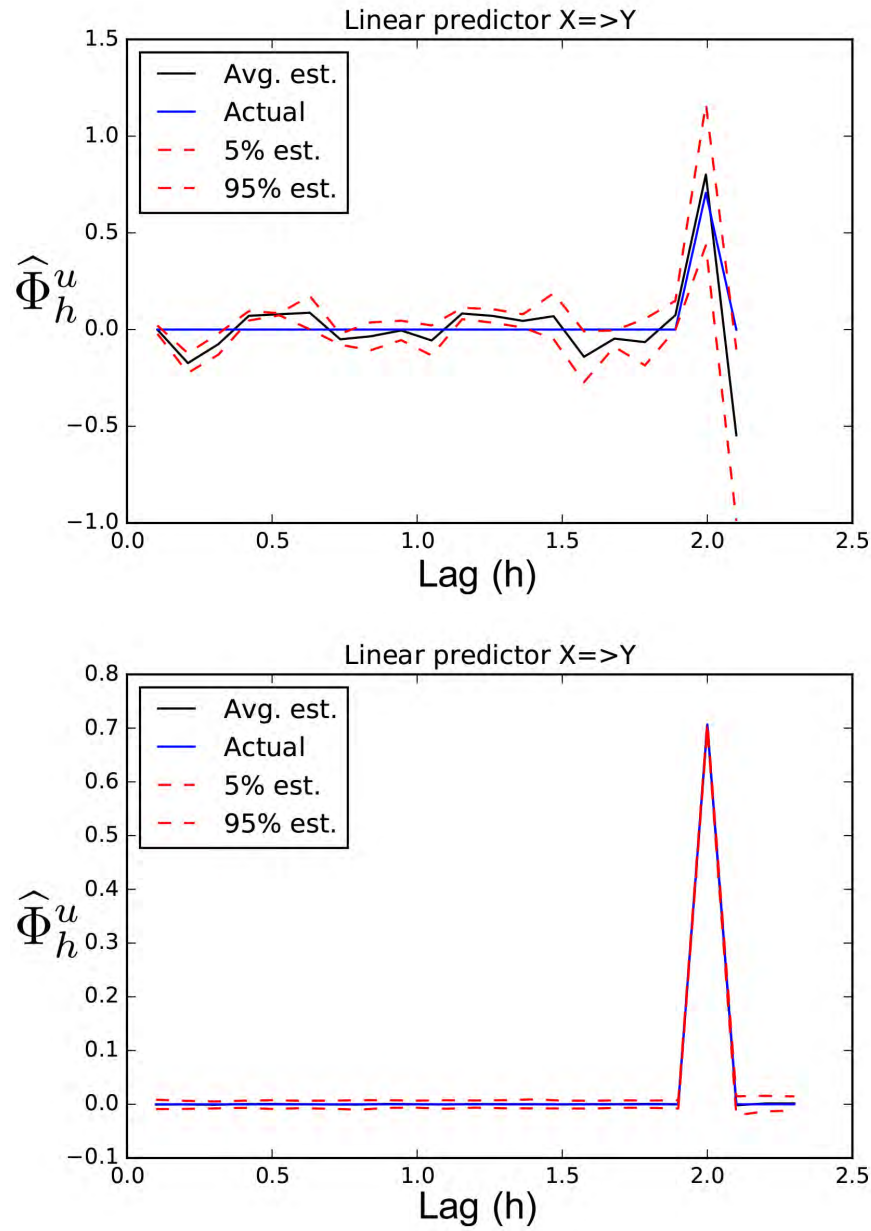 Linear predictor X=>Y
1.5
1.0
0.5
0.0
−0.5
−1.0
Avg. est.
Actual
5% est.
95% est.
Φ̂ᵘₕ
0.0 0.5 1.0 1.5 2.0 2.5
Lag (h)
Linear predictor X=>Y
0.8
0.7
0.6
0.5
0.4
0.3
0.2
0.1
0.0
−0.1
Avg. est.
Actual
5% est.
95% est.
Φ̂ᵘₕ
0.0 0.5 1.0 1.5 2.0 2.5
Lag (h)